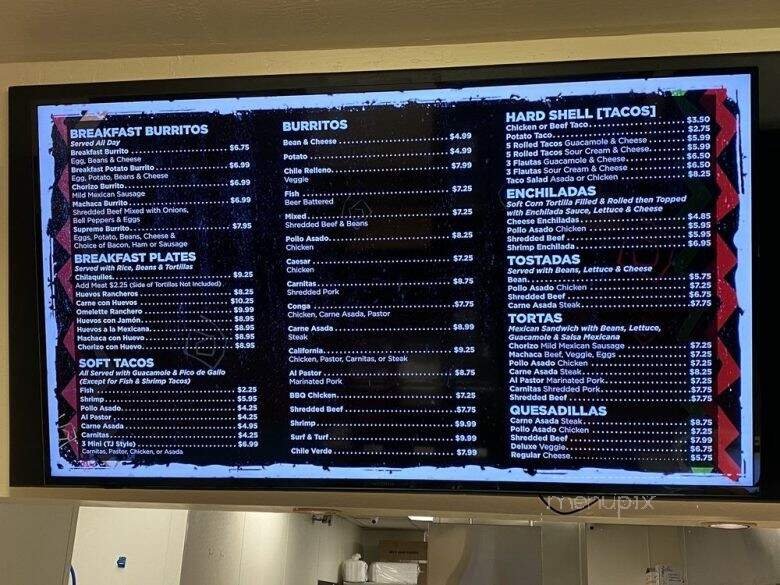 BREAKFAST BURRITOS
Served All Day
Breakfast Burrito $6.75
Egg, Beans & Cheese
Breakfast Potato Burrito $6.99
Egg, Potato, Beans & Cheese
Chorizo Burrito $6.99
Mild Mexican Sausage
Machaca Burrito $6.99
Shredded Beef Mixed with Onions,
Bell Peppers & Eggs
Supreme Burrito $7.95
Eggs, Potato, Beans, Cheese &
Choice of Bacon, Ham or Sausage
BREAKFAST PLATES
Served with Rice, Beans & Tortillas
Chilaquiles $9.25
Add Meat $2.25 (Side of Tortillas Not Included)
Huevos Rancheros $8.25
Carne con Huevos $10.25
Omelette Ranchero $9.99
Huevos con Jamón $8.95
Huevos a la Mexicana $8.95
Machaca con Huevo $8.95
Chorizo con Huevo $8.95
SOFT TACOS
All Served with Guacamole & Pico de Gallo
(Except for Fish & Shrimp Tacos)
Fish $2.25
Shrimp $5.95
Pollo Asado $4.25
Al Pastor $4.25
Carne Asada $4.95
Carnitas $4.25
3 Mini (TJ Style) $6.99
Carnitas, Pastor, Chicken, or Asada
BURRITOS
Bean & Cheese $4.99
Potato $4.99
Chile Relleno $7.99
Veggie
Fish $7.25
Beer Battered
Mixed $7.25
Shredded Beef & Beans
Pollo Asado $8.25
Chicken
Caesar $7.25
Chicken
Carnitas $8.75
Shredded Pork
Conga $7.75
Chicken, Carne Asada, Pastor
Carne Asada $8.99
Steak
California $9.25
Chicken, Pastor, Carnitas, or Steak
Al Pastor $8.75
Marinated Pork
BBQ Chicken $7.25
Shredded Beef $7.75
Shrimp $9.99
Surf & Turf $9.99
Chile Verde $7.99
HARD SHELL [TACOS]
Chicken or Beef Taco $3.50
Potato Taco $2.75
5 Rolled Tacos Guacamole & Cheese $5.99
5 Rolled Tacos Sour Cream & Cheese $5.99
3 Flautas Guacamole & Cheese $6.50
3 Flautas Sour Cream & Cheese $6.50
Taco Salad Asada or Chicken $8.25
ENCHILADAS
Soft Corn Tortilla Filled & Rolled then Topped
with Enchilada Sauce, Lettuce & Cheese
Cheese Enchiladas $4.85
Pollo Asado Chicken $5.95
Shredded Beef $5.95
Shrimp Enchilada $6.95
TOSTADAS
Served with Beans, Lettuce & Cheese
Bean $5.75
Pollo Asado Chicken $7.25
Shredded Beef $6.75
Carne Asada Steak $7.75
TORTAS
Mexican Sandwich with Beans, Lettuce,
Guacamole & Salsa Mexicana
Chorizo Mild Mexican Sausage $7.25
Machaca Beef, Veggie, Eggs $7.25
Pollo Asado Chicken $7.25
Carne Asada Steak $8.25
Al Pastor Marinated Pork $7.25
Carnitas Shredded Pork $7.75
Shredded Beef $7.75
QUESADILLAS
Carne Asada Steak $8.75
Pollo Asado Chicken $7.25
Shredded Beef $7.99
Deluxe Veggie $6.75
Regular Cheese $5.75
menupix